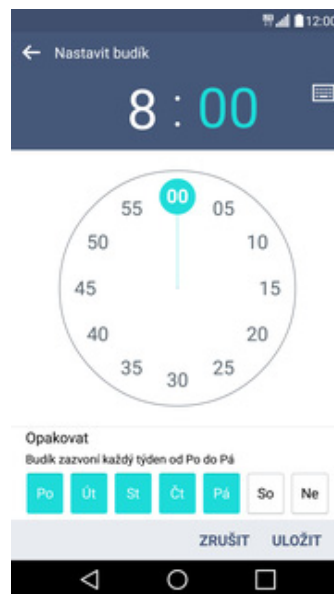 12:00
Nastavit budík
8 : 00
00
05
10
15
20
25
30
35
40
45
50
55
Opakovat
Budík zazvoní každý týden od Po do Pá
Po Út St Čt Pá So Ne
ZRUŠIT ULOŽIT